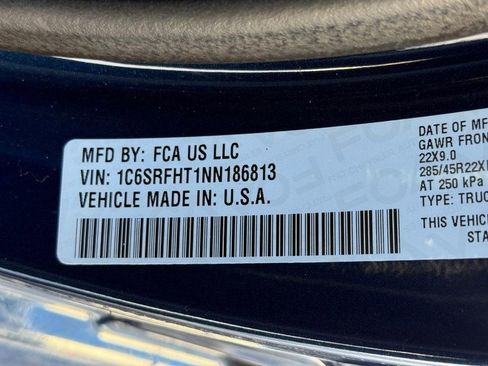 MFD BY: FCA US LLC
VIN: 1C6SRFHT1NN186813
VEHICLE MADE IN: U.S.A.
DATE OF MF
GAWR FRON
22X9.0
285/45R22X
AT 250 kPa
TYPE: TRUC
THIS VEHIC
STA